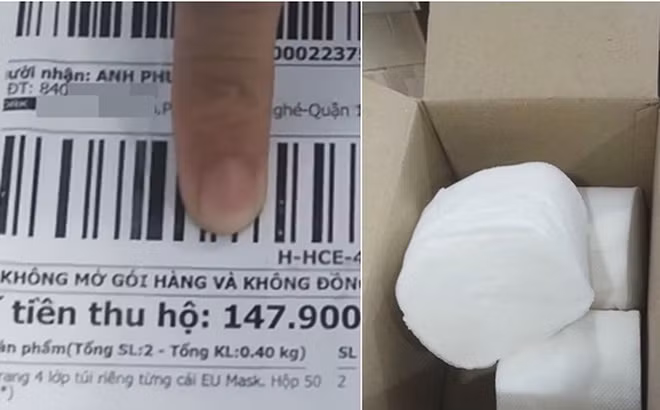 0002237
ười nhận: ANH PHU
ĐT: 840
ghé-Quận 1
H-HCE-4
KHÔNG MỞ GÓI HÀNG VÀ KHÔNG ĐỒN
tiền thu hộ: 147.900
ản phẩm(Tổng SL:2 - Tổng KL:0.40 kg) SL
rang 4 lớp túi riêng từng cái EU Mask. Hộp 50 2
*)